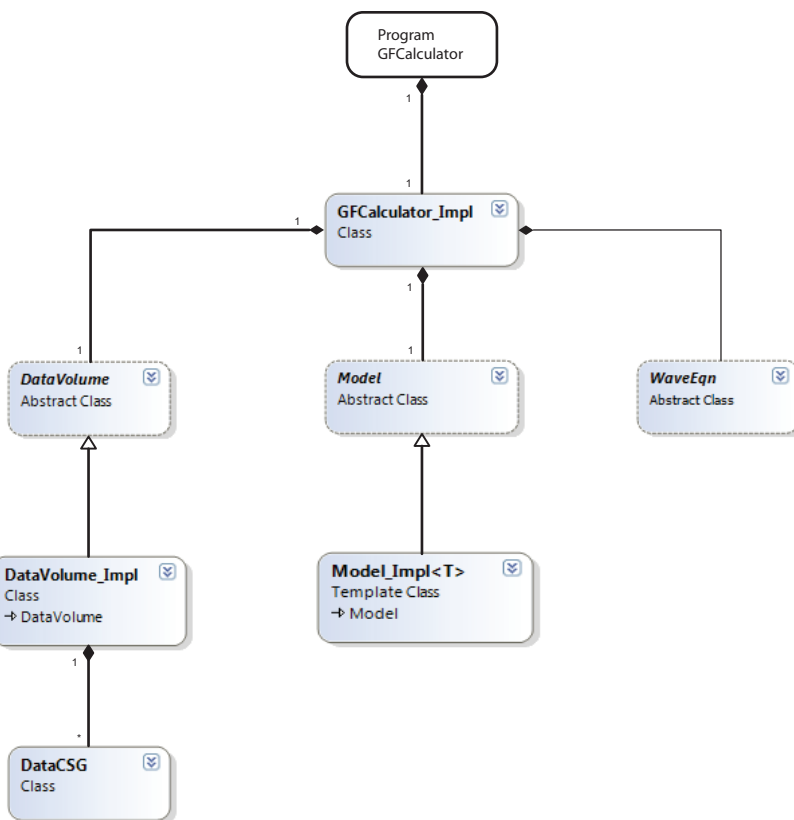 Program
GFCalculator
1
1
GFCalculator_Impl
Class
1
1
1
1
DataVolume
Abstract Class
Model
Abstract Class
WaveEqn
Abstract Class
DataVolume_Impl
Class
DataVolume
Model_Impl<T>
Template Class
Model
1
*
DataCSG
Class